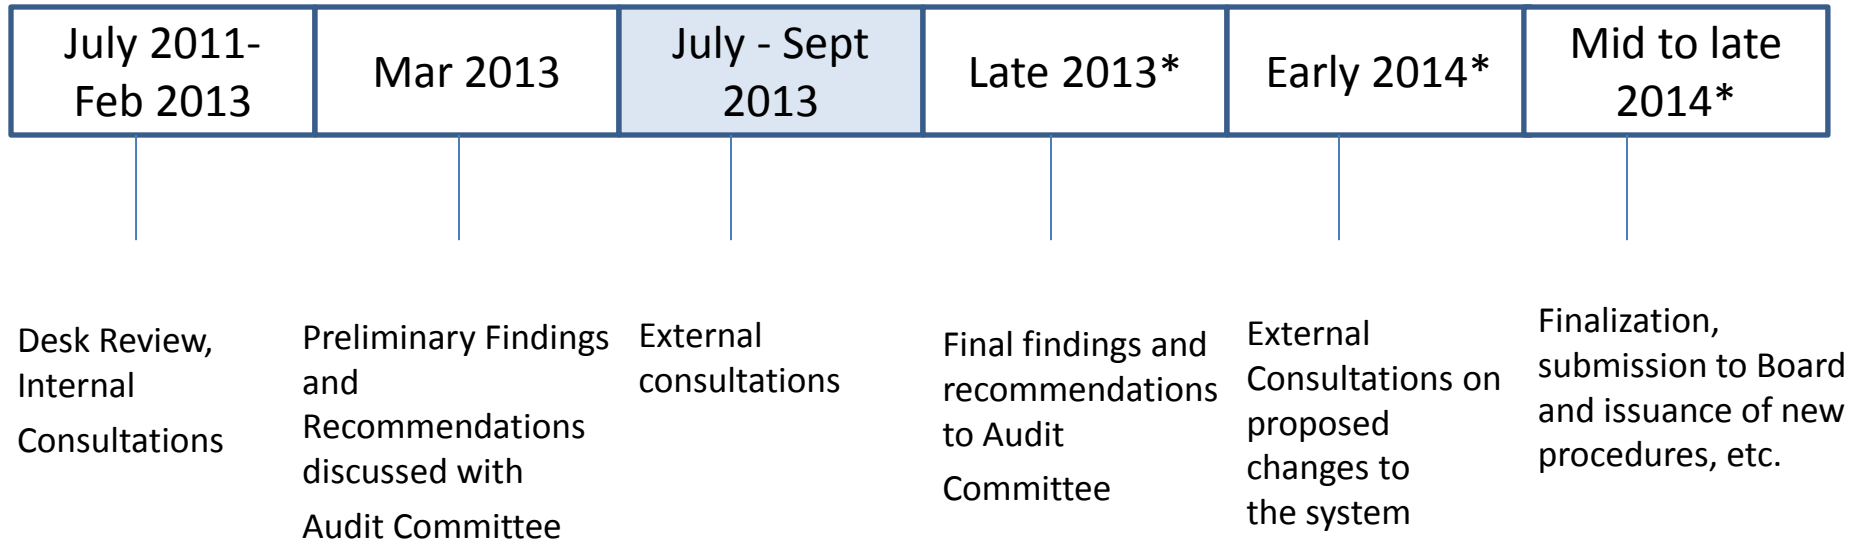 July 2011-
Feb 2013
Mar 2013
July - Sept
2013
Late 2013*
Early 2014*
Mid to late
2014*
Desk Review,
Internal
Consultations
Preliminary Findings
and
Recommendations
discussed with
Audit Committee
External
consultations
Final findings and
recommendations
to Audit
Committee
External
Consultations on
proposed
changes to
the system
Finalization,
submission to Board
and issuance of new
procedures, etc.